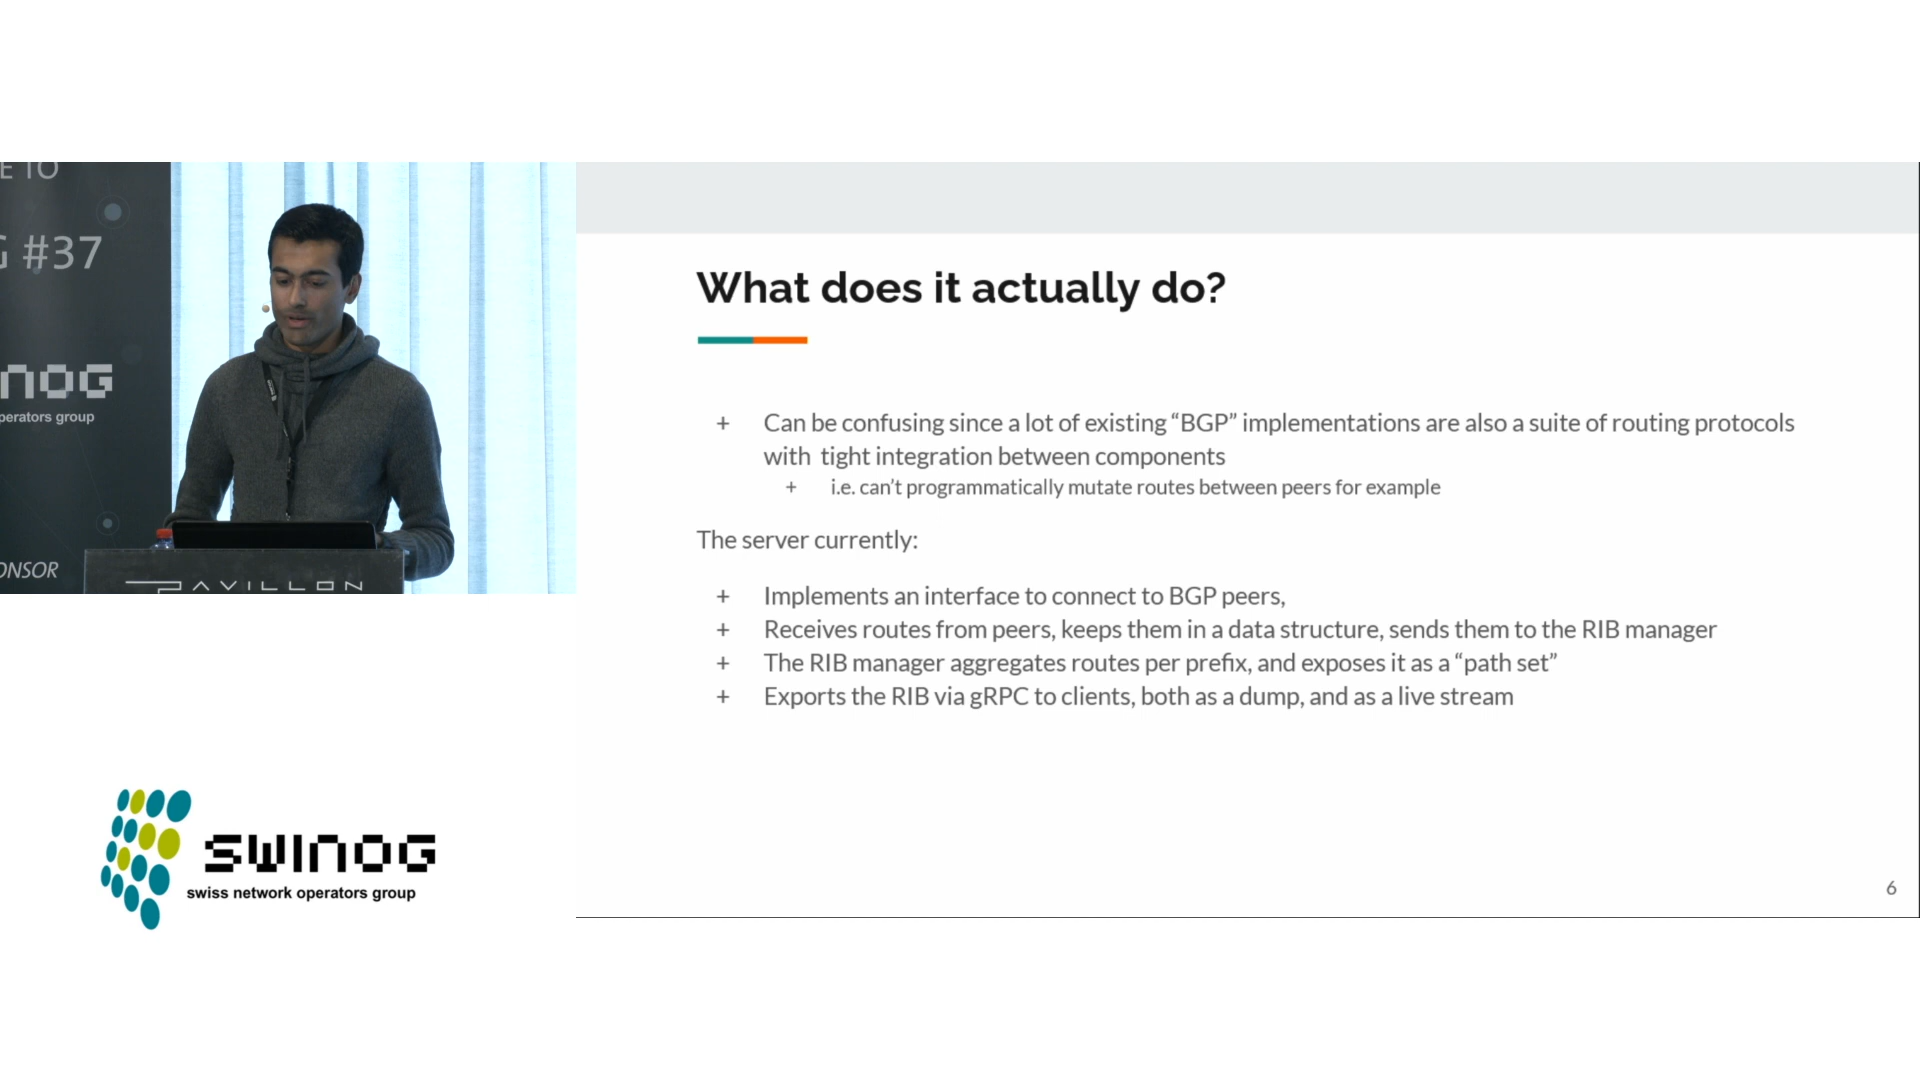 E TO
G #37
nOG
perators group
ONSOR
PAVILLON
swinog
swiss network operators group
What does it actually do?
+ Can be confusing since a lot of existing “BGP” implementations are also a suite of routing protocols
with tight integration between components
+ i.e. can’t programmatically mutate routes between peers for example
The server currently:
+ Implements an interface to connect to BGP peers,
+ Receives routes from peers, keeps them in a data structure, sends them to the RIB manager
+ The RIB manager aggregates routes per prefix, and exposes it as a “path set”
+ Exports the RIB via gRPC to clients, both as a dump, and as a live stream
6